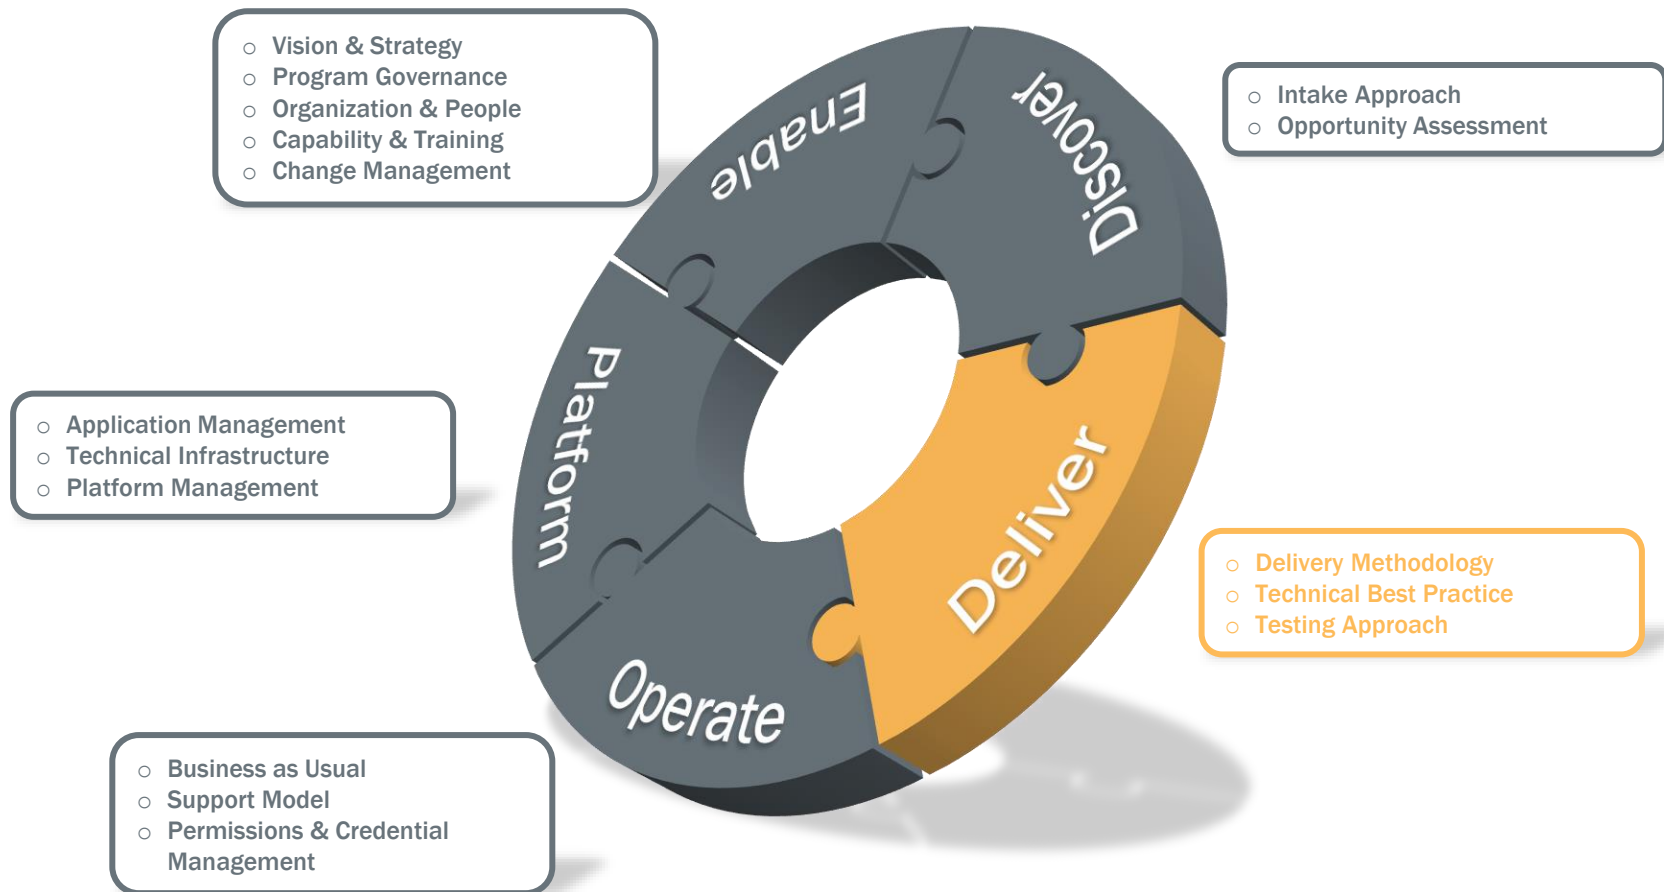 ○ Vision & Strategy
○ Program Governance
○ Organization & People
○ Capability & Training
○ Change Management
Enable
Discover
○ Intake Approach
○ Opportunity Assessment
Platform
○ Application Management
○ Technical Infrastructure
○ Platform Management
Deliver
○ Delivery Methodology
○ Technical Best Practice
○ Testing Approach
Operate
○ Business as Usual
○ Support Model
○ Permissions & Credential
Management